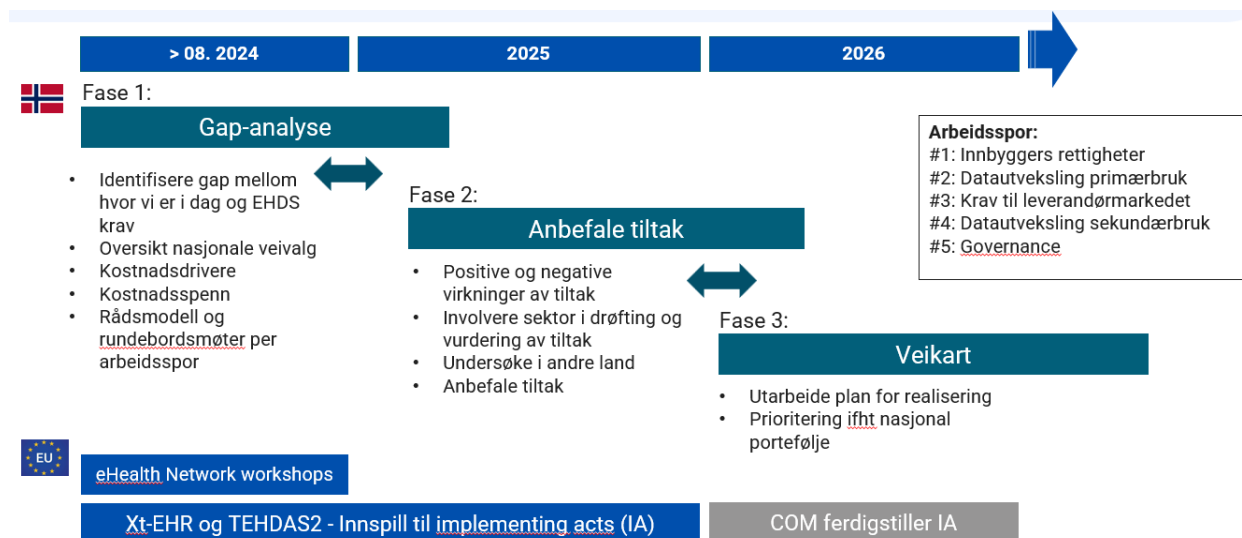 > 08. 2024
2025
2026
Fase 1:
Gap-analyse
• Identifisere gap mellom
hvor vi er i dag og EHDS
krav
• Oversikt nasjonale veivalg
• Kostnadsdrivere
• Kostnadsspenn
• Rådsmodell og
rundebordsmøter per
arbeidsspor
Fase 2:
Anbefale tiltak
• Positive og negative
virkninger av tiltak
• Involvere sektor i drøfting og
vurdering av tiltak
• Undersøke i andre land
• Anbefale tiltak
Arbeidsspor:
#1: Innbyggers rettigheter
#2: Datautveksling primærbruk
#3: Krav til leverandørmarkedet
#4: Datautveksling sekundærbruk
#5: Governance
Fase 3:
Veikart
• Utarbeide plan for realisering
• Prioritering ifht nasjonal
portefølje
EU
eHealth Network workshops
Xt-EHR og TEHDAS2 - Innspill til implementing acts (IA)
COM ferdigstiller IA